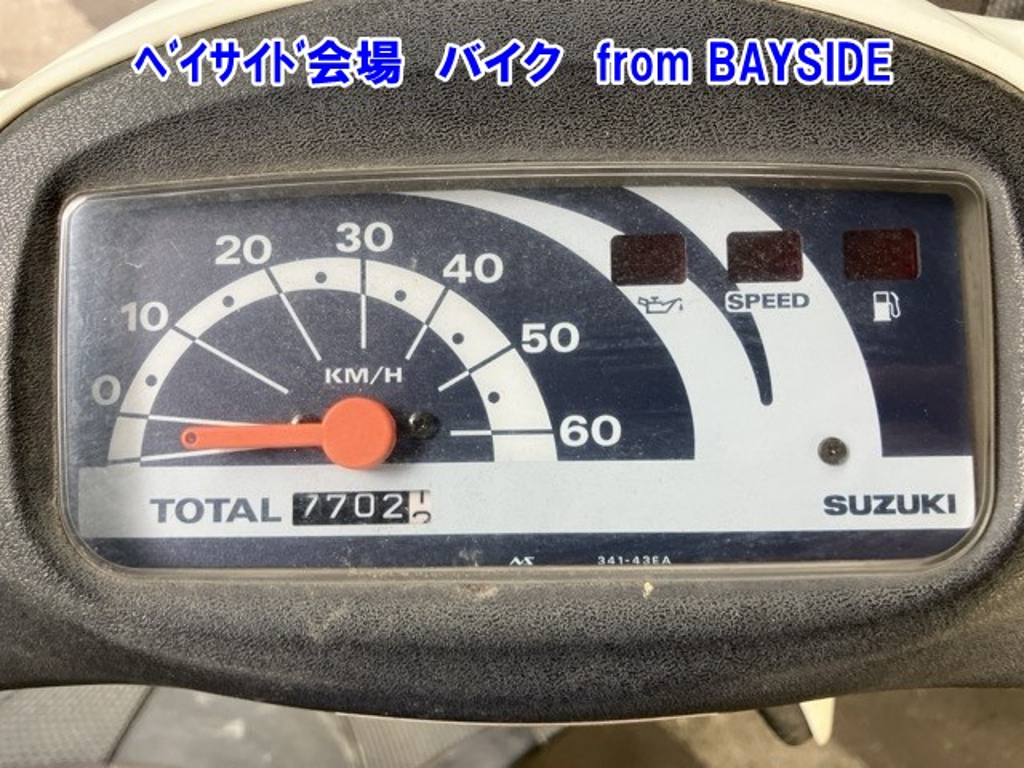 ﾍﾞｲｻｲﾄﾞ会場　バイク　from BAYSIDE
0 10 20 30 40 50 60
KM/H
SPEED
TOTAL 7702
SUZUKI
NS 341-43EA